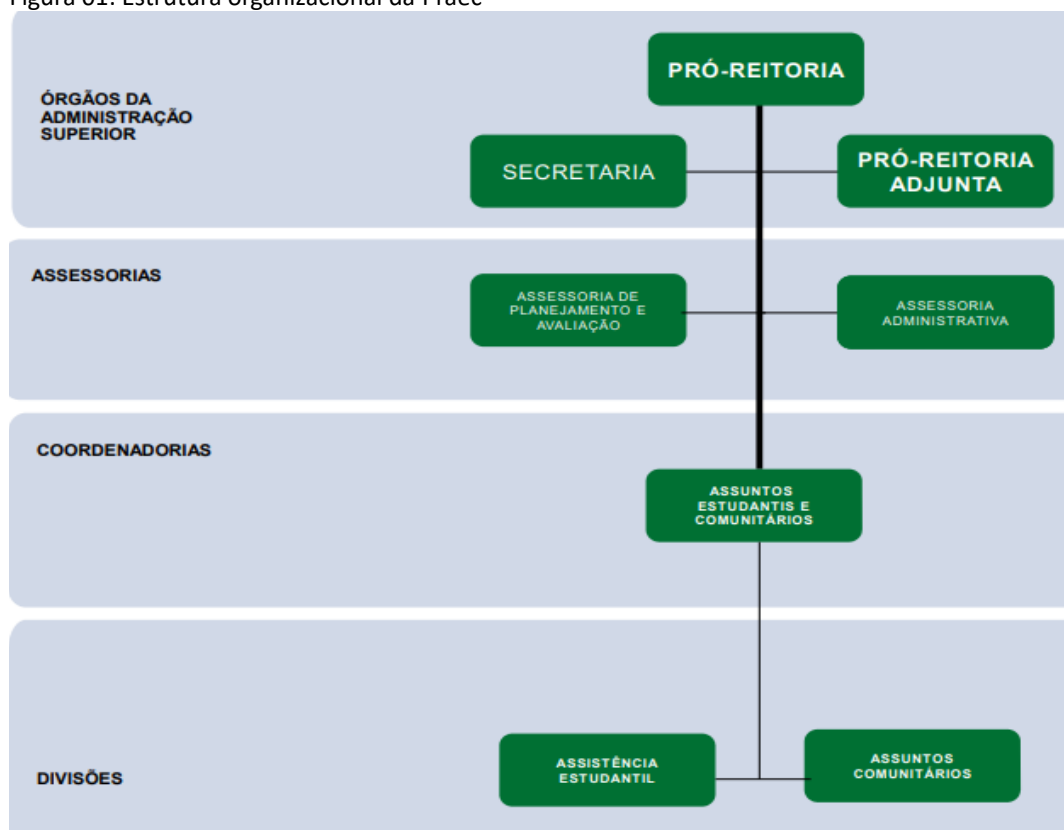 Figura 01: Estrutura organizacional da Praec
PRÓ-REITORIA
ÓRGÃOS DA
ADMINISTRAÇÃO
SUPERIOR
SECRETARIA
PRÓ-REITORIA
ADJUNTA
ASSESSORIAS
ASSESSORIA DE
PLANEJAMENTO E
AVALIAÇÃO
ASSESSORIA
ADMINISTRATIVA
COORDENADORIAS
ASSUNTOS
ESTUDANTIS E
COMUNITÁRIOS
DIVISÕES
ASSISTÊNCIA
ESTUDANTIL
ASSUNTOS
COMUNITÁRIOS